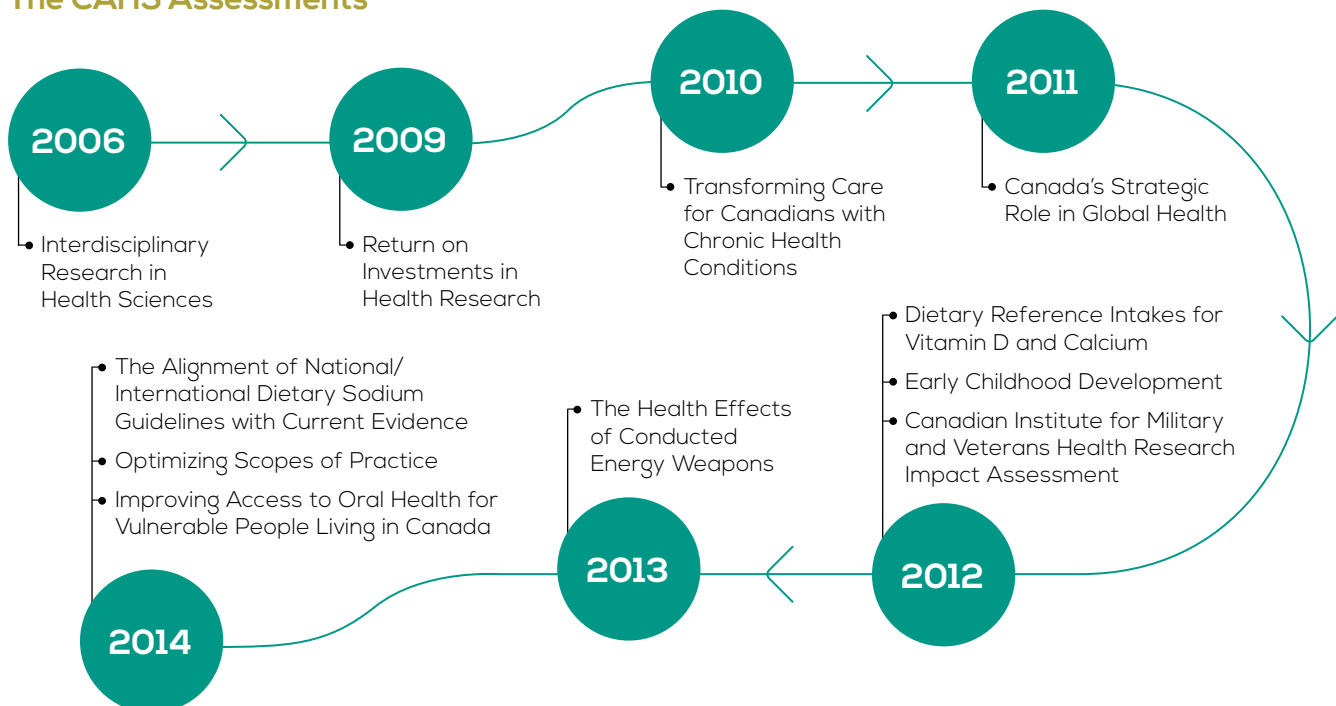 The CAHS Assessments
2006
Interdisciplinary
Research in
Health Sciences
2009
Return on
Investments in
Health Research
2010
Transforming Care
for Canadians with
Chronic Health
Conditions
2011
Canada's Strategic
Role in Global Health
Dietary Reference Intakes for
Vitamin D and Calcium
Early Childhood Development
Canadian Institute for Military
and Veterans Health Research
Impact Assessment
2012
The Health Effects
of Conducted
Energy Weapons
2013
The Alignment of National/
International Dietary Sodium
Guidelines with Current Evidence
Optimizing Scopes of Practice
Improving Access to Oral Health for
Vulnerable People Living in Canada
2014